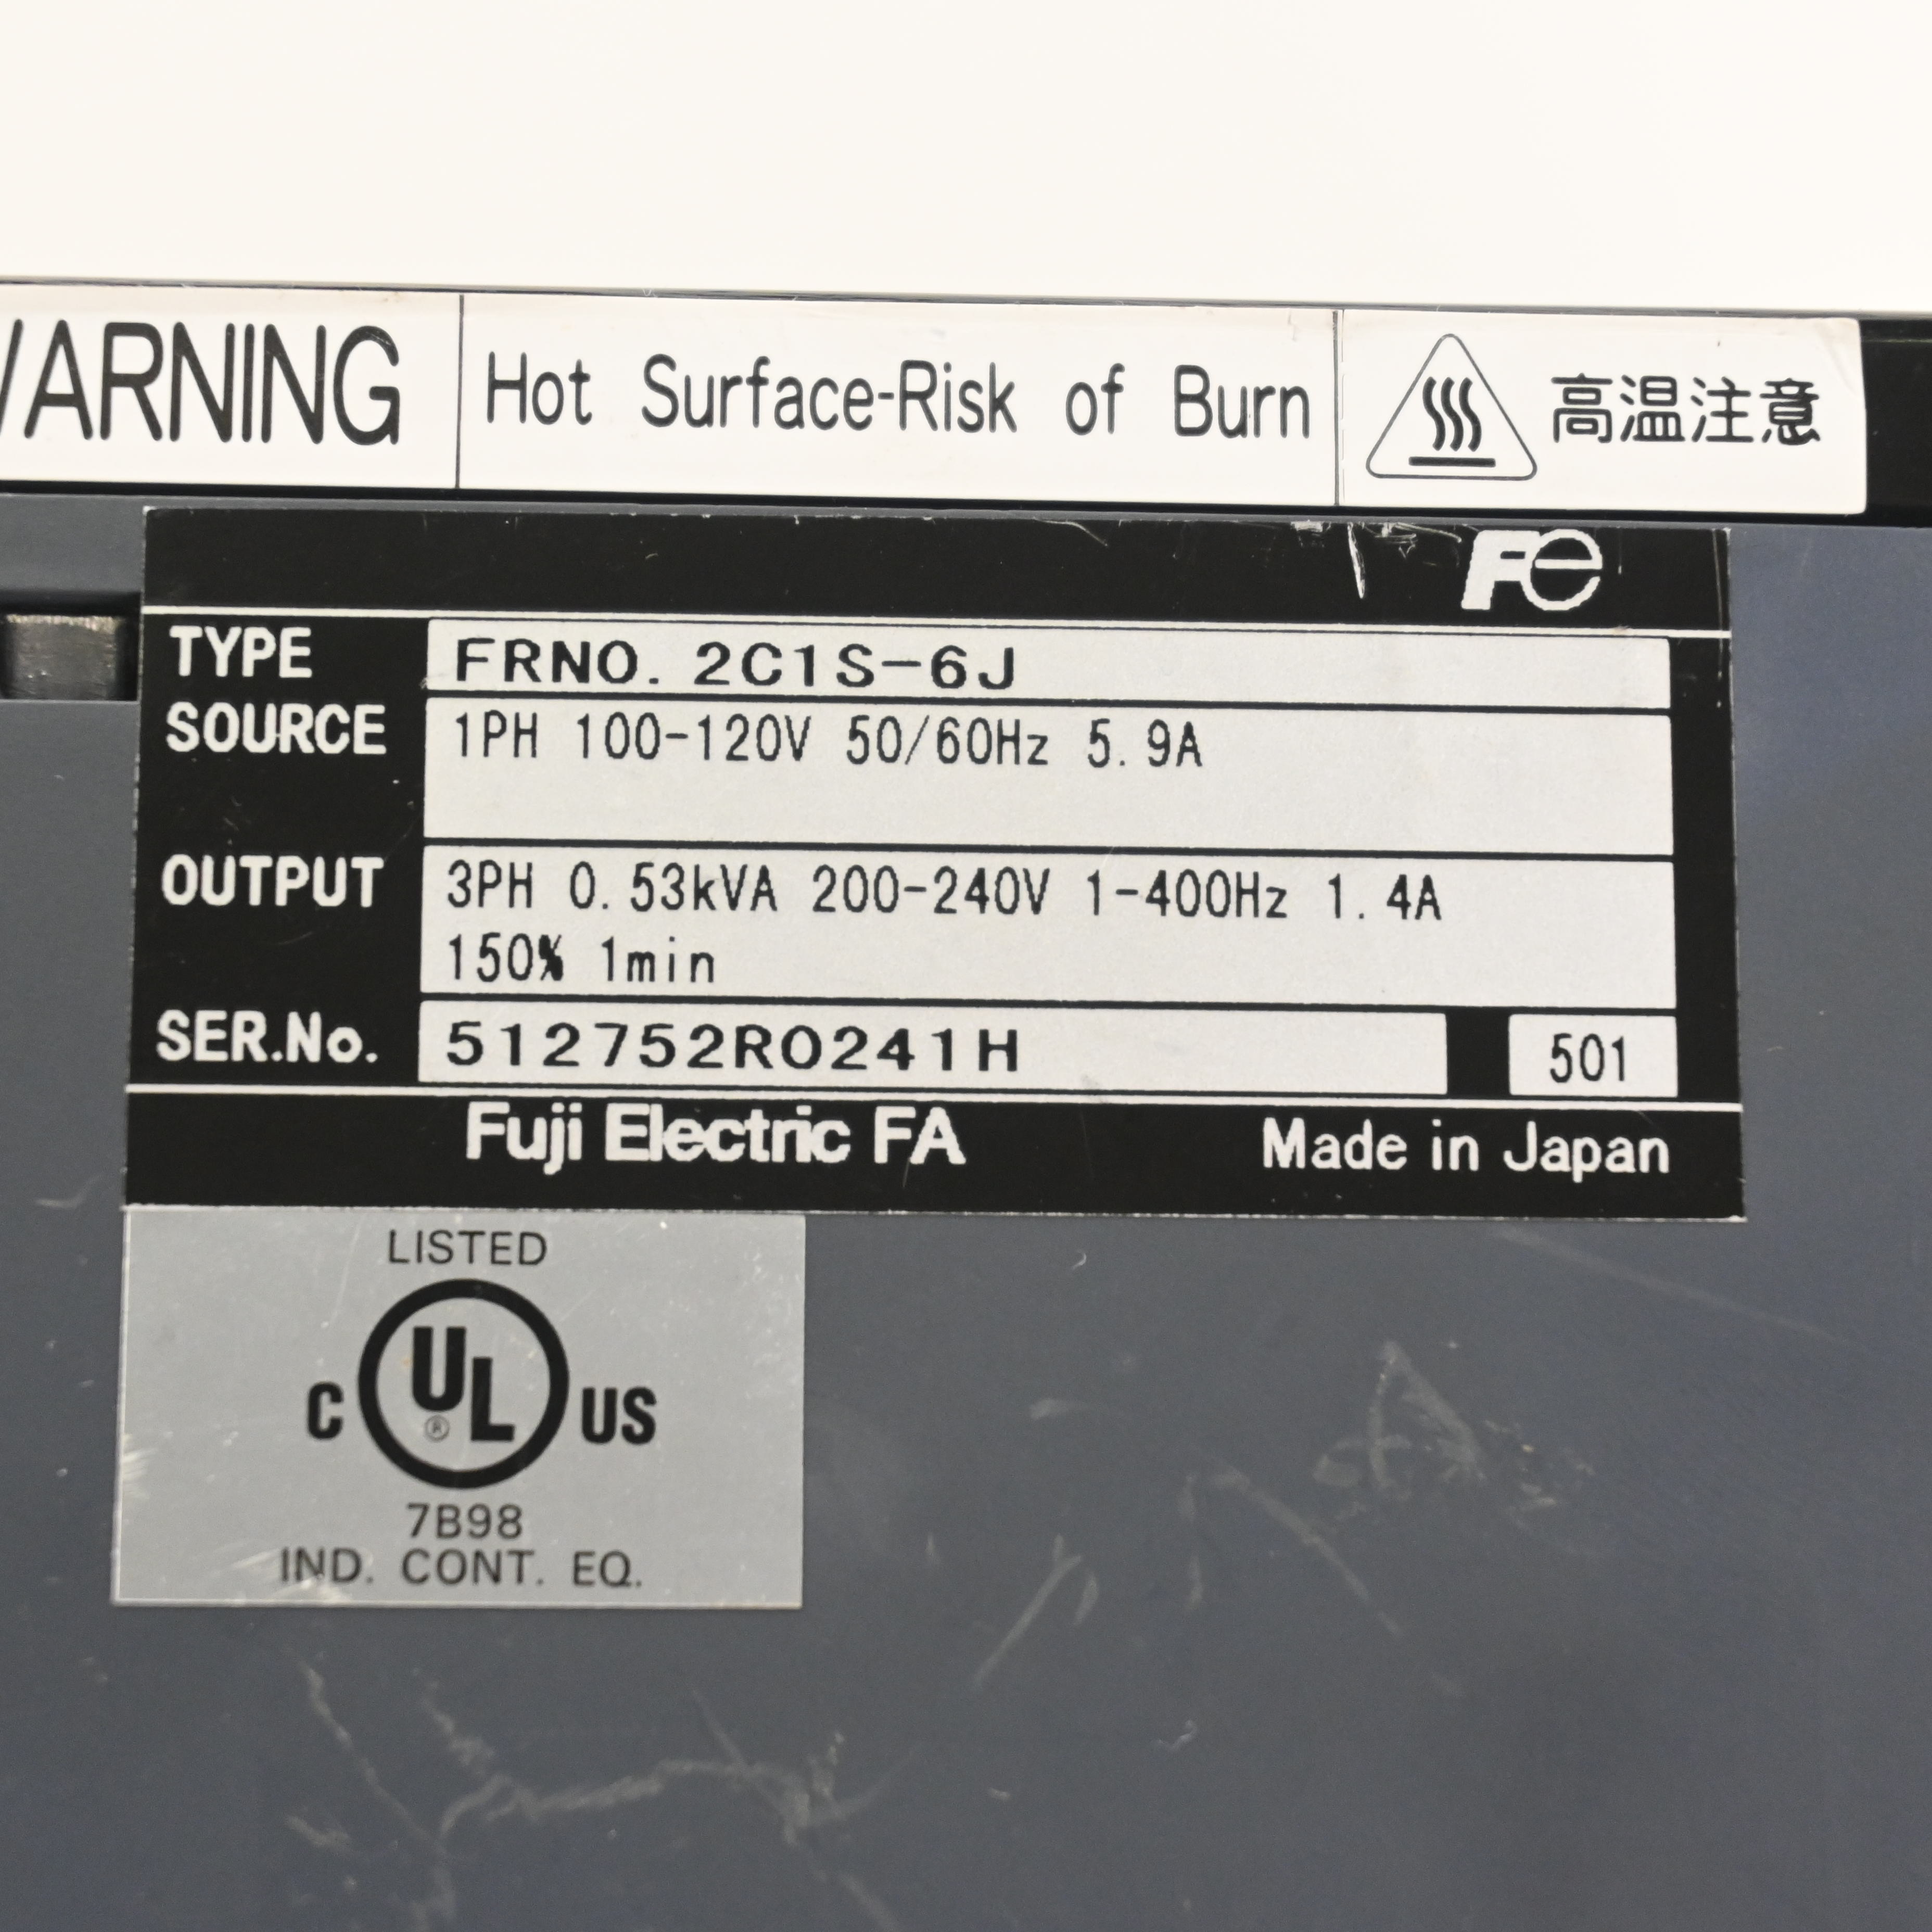 WARNING Hot Surface-Risk of Burn 高温注意
Fe
TYPE FRN0.2C1S-6J
SOURCE 1PH 100-120V 50/60Hz 5.9A
OUTPUT 3PH 0.53kVA 200-240V 1-400Hz 1.4A
150% 1min
SER.No. 512752R0241H 501
Fuji Electric FA Made in Japan
LISTED
C UL ® US
7B98
IND. CONT. EQ.